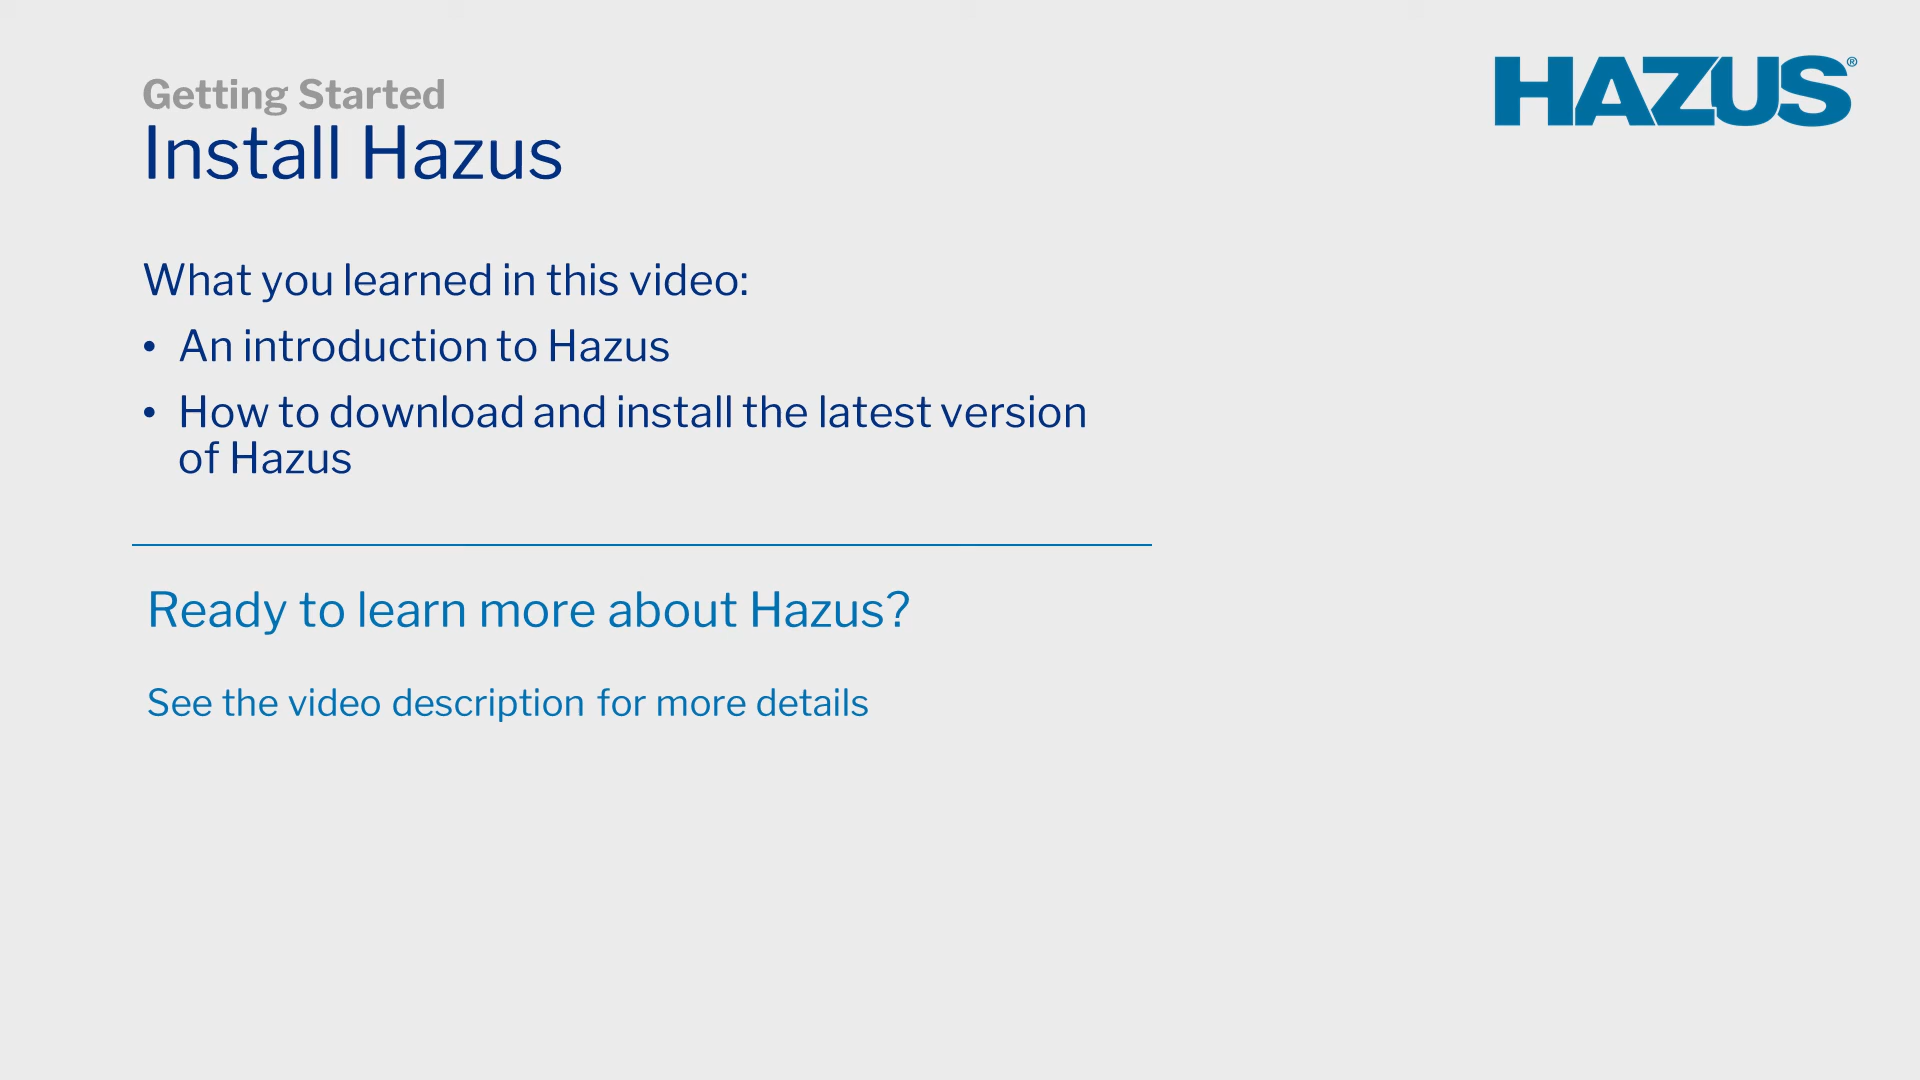 Getting Started
HAZUS®
Install Hazus
What you learned in this video:
• An introduction to Hazus
• How to download and install the latest version
of Hazus
Ready to learn more about Hazus?
See the video description for more details